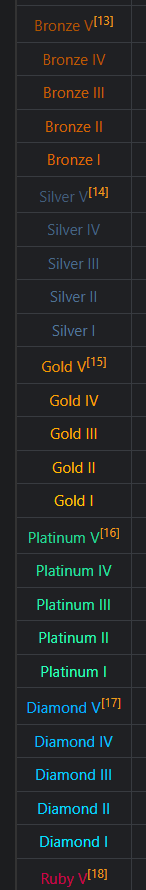 Bronze V[13]
Bronze IV
Bronze III
Bronze II
Bronze I
Silver V[14]
Silver IV
Silver III
Silver II
Silver I
Gold V[15]
Gold IV
Gold III
Gold II
Gold I
Platinum V[16]
Platinum IV
Platinum III
Platinum II
Platinum I
Diamond V[17]
Diamond IV
Diamond III
Diamond II
Diamond I
Ruby V[18]